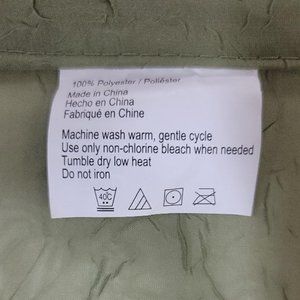 100% Polyester / Poliéster
Made in China
Hecho en China
Fabriqué en Chine
Machine wash warm, gentle cycle
Use only non-chlorine bleach when needed
Tumble dry low heat
Do not iron
40C